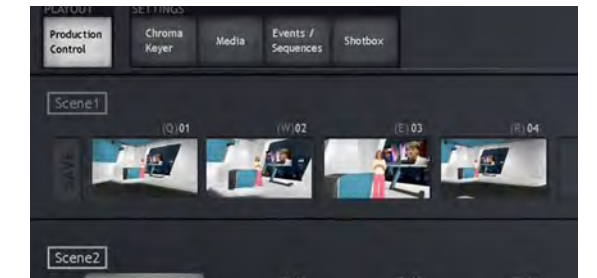 PLAYOUT SETTINGS
Production Control Chroma Keyer Media Events / Sequences Shotbox
Scene1
(Q)01 (W)02 (E)03 (R)04
SAVE
Scene2